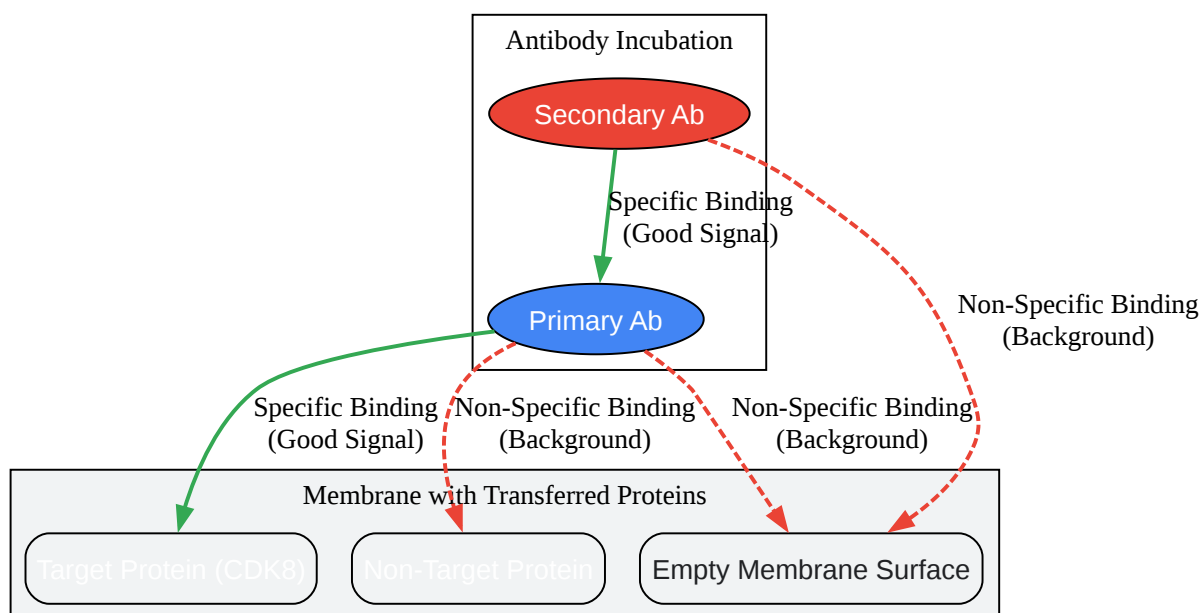 Antibody Incubation
Secondary Ab
Specific Binding
(Good Signal)
Non-Specific Binding
(Background)
Primary Ab
Specific Binding
(Good Signal)
Non-Specific Binding
(Background)
Non-Specific Binding
(Background)
Membrane with Transferred Proteins
Target Protein (CDK8)
Non-Target Protein
Empty Membrane Surface